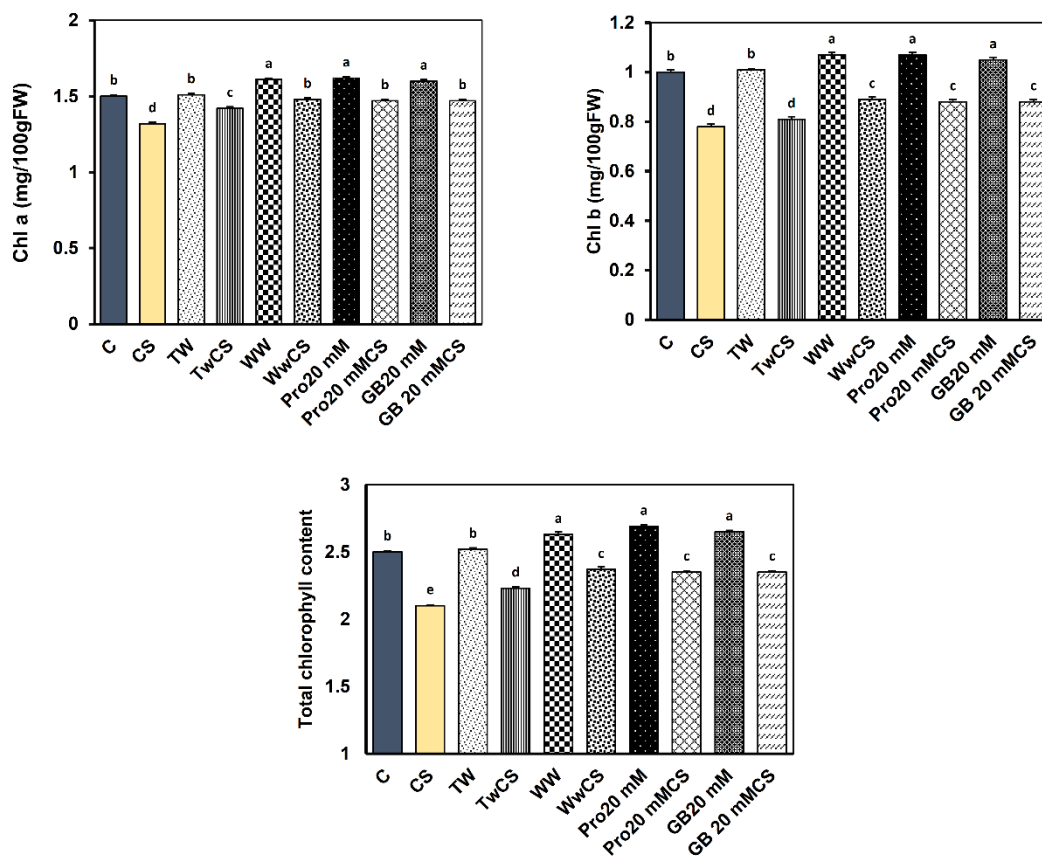 Chl a (mg/100gFW)
2
1.5
1
0.5
0
b
d
b
c
a
b
a
b
a
b
C
CS
TW
TwCS
WW
WwCS
Pro20 mM
Pro20 mMCS
GB20 mM
GB 20 mMCS
Chl b (mg/100gFW)
1.2
1
0.8
0.6
0.4
0.2
0
b
d
b
d
a
c
a
c
a
c
C
CS
TW
TwCS
WW
WwCS
Pro20 mM
Pro20 mMCS
GB20 mM
GB 20 mMCS
Total chlorophyll content
3
2.5
2
1.5
1
b
e
b
d
a
c
a
c
a
c
C
CS
TW
TwCS
WW
WwCS
Pro20 mM
Pro20 mMCS
GB20 mM
GB 20 mMCS